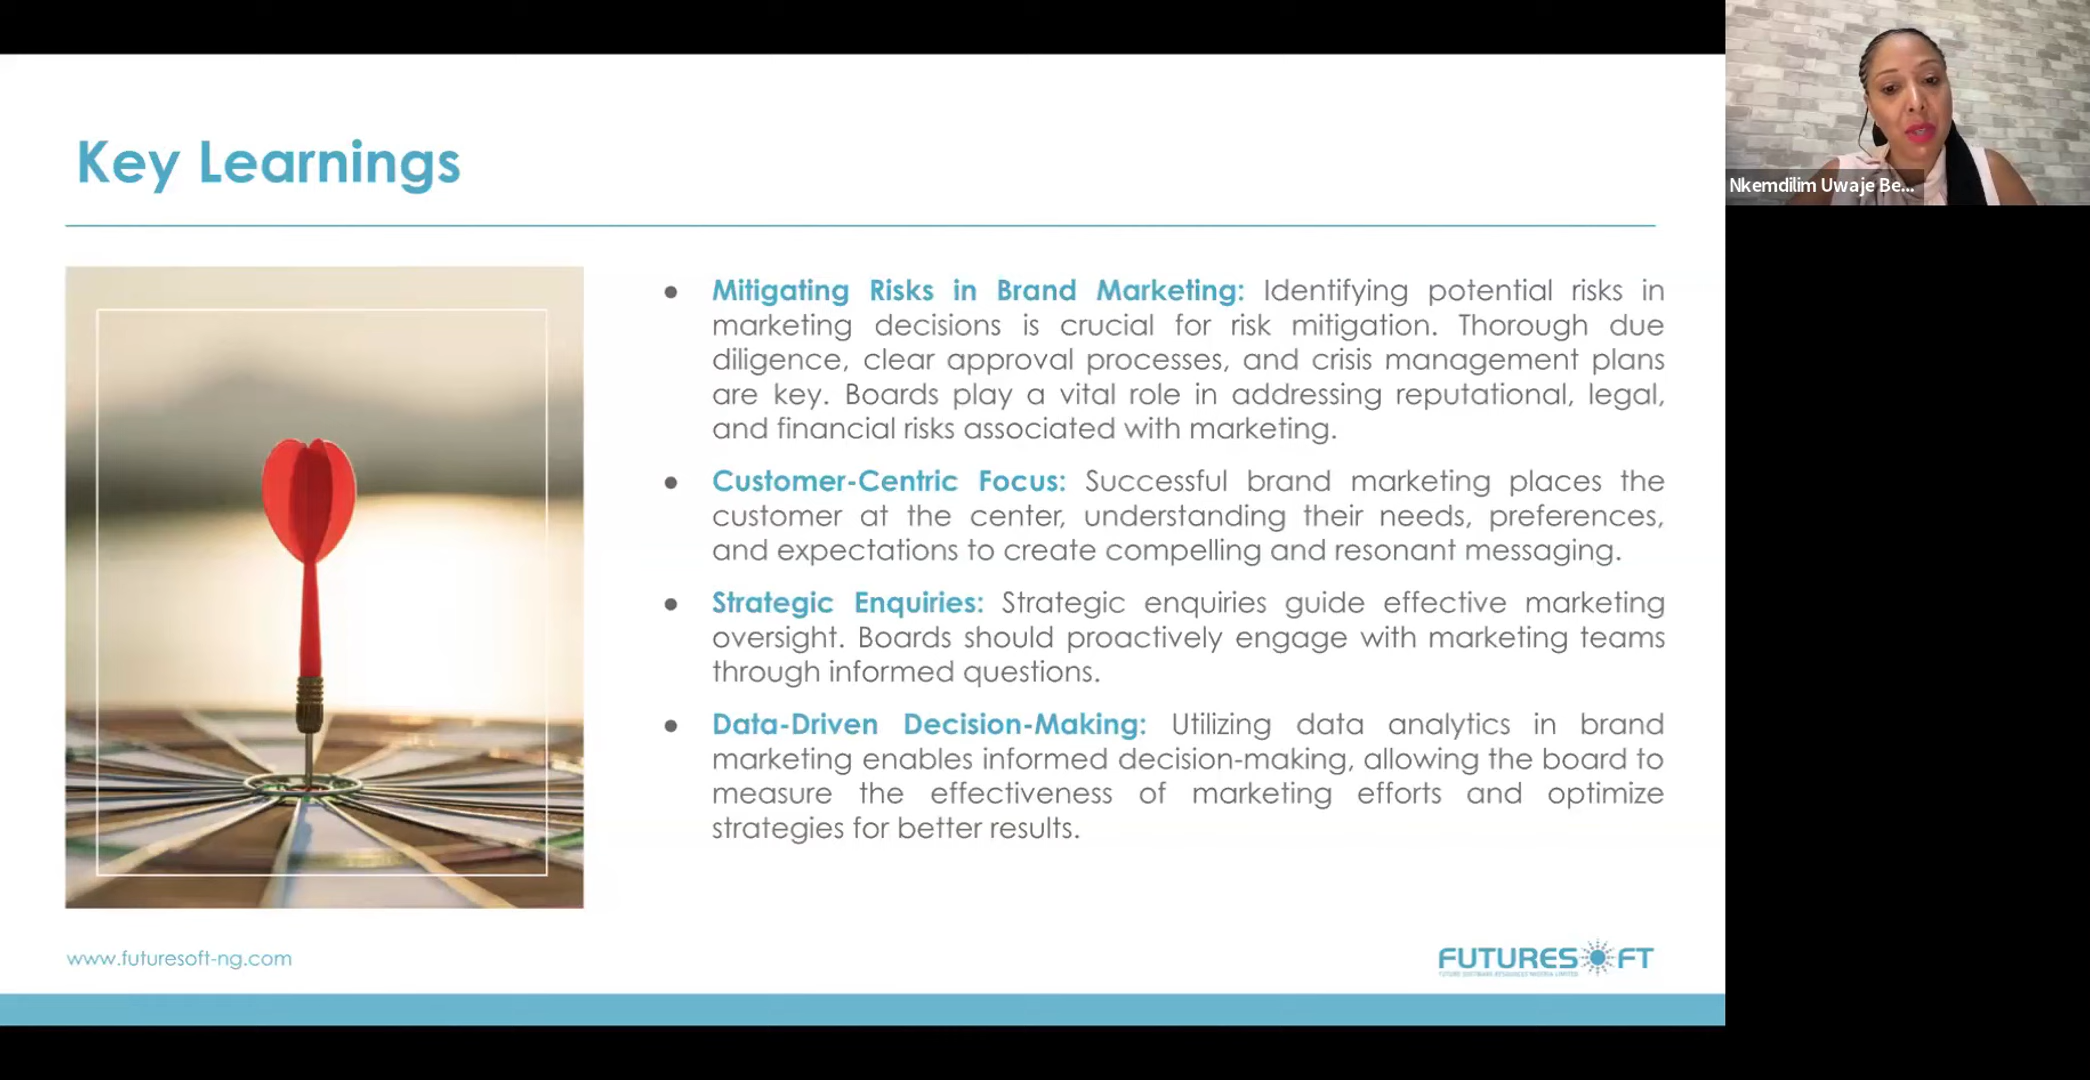 Key Learnings
Nkemdilim Uwaje Be...
● Mitigating Risks in Brand Marketing: Identifying potential risks in
marketing decisions is crucial for risk mitigation. Thorough due
diligence, clear approval processes, and crisis management plans
are key. Boards play a vital role in addressing reputational, legal,
and financial risks associated with marketing.
● Customer-Centric Focus: Successful brand marketing places the
customer at the center, understanding their needs, preferences,
and expectations to create compelling and resonant messaging.
● Strategic Enquiries: Strategic enquiries guide effective marketing
oversight. Boards should proactively engage with marketing teams
through informed questions.
● Data-Driven Decision-Making: Utilizing data analytics in brand
marketing enables informed decision-making, allowing the board to
measure the effectiveness of marketing efforts and optimize
strategies for better results.
www.futuresoft-ng.com
FUTURESOFT
FUTURE SOFTWARE RESOURCES NIGERIA LIMITED